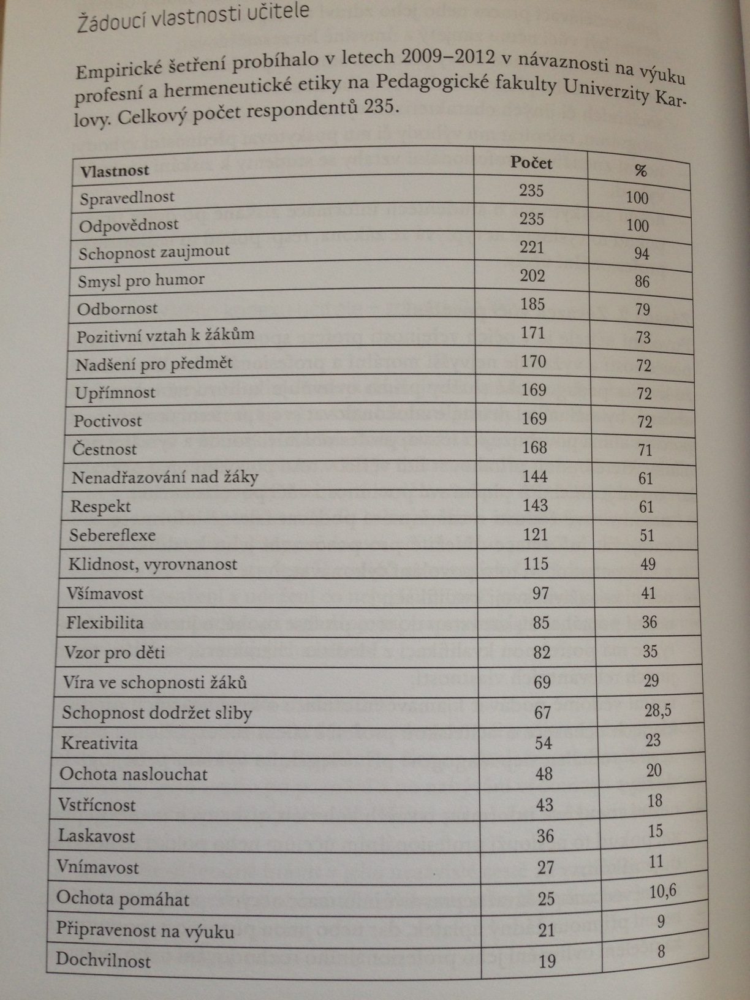 Žádoucí vlastnosti učitele
Empirické šetření probíhalo v letech 2009–2012 v návaznosti na výuku
profesní a hermeneutické etiky na Pedagogické fakulty Univerzity Kar-
lovy. Celkový počet respondentů 235.
Vlastnost Počet %
Spravedlnost 235 100
Odpovědnost 235 100
Schopnost zaujmout 221 94
Smysl pro humor 202 86
Odbornost 185 79
Pozitivní vztah k žákům 171 73
Nadšení pro předmět 170 72
Upřímnost 169 72
Poctivost 169 72
Čestnost 168 71
Nenadřazování nad žáky 144 61
Respekt 143 61
Sebereflexe 121 51
Klidnost, vyrovnanost 115 49
Všímavost 97 41
Flexibilita 85 36
Vzor pro děti 82 35
Víra ve schopnosti žáků 69 29
Schopnost dodržet sliby 67 28,5
Kreativita 54 23
Ochota naslouchat 48 20
Vstřícnost 43 18
Laskavost 36 15
Vnímavost 27 11
Ochota pomáhat 25 10,6
Připravenost na výuku 21 9
Dochvilnost 19 8